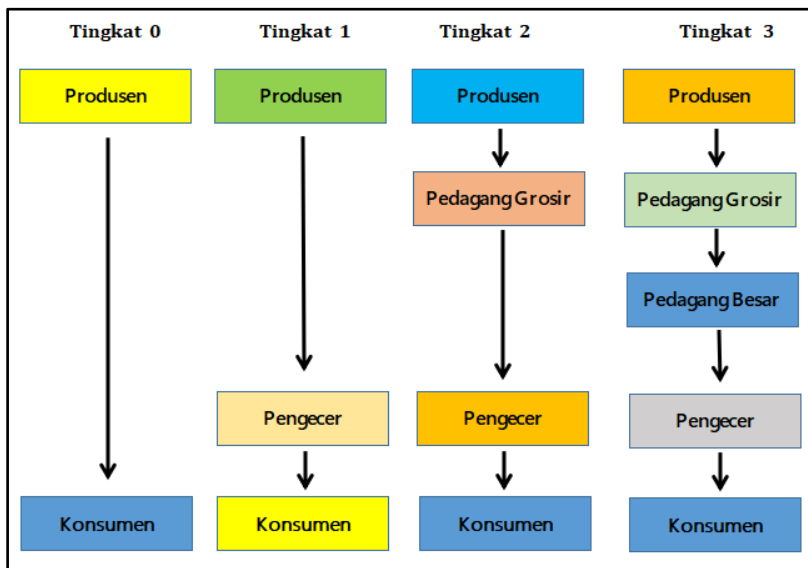 Tingkat 0
Tingkat 1
Tingkat 2
Tingkat 3
Produsen
Produsen
Produsen
Produsen
Pedagang Grosir
Pedagang Grosir
Pedagang Besar
Pengecer
Pengecer
Pengecer
Konsumen
Konsumen
Konsumen
Konsumen